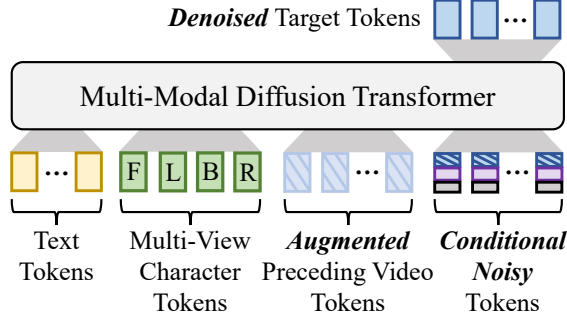 Denoised Target Tokens
Multi-Modal Diffusion Transformer
F L B R
Text
Tokens
Multi-View
Character
Tokens
Augmented
Preceding Video
Tokens
Conditional
Noisy
Tokens